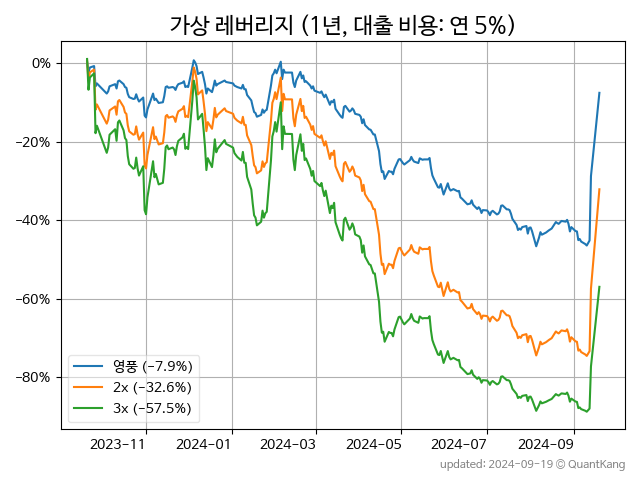 가상 레버리지 (1년, 대출 비용: 연 5%)
0%
−20%
−40%
−60%
−80%
영풍 (−7.9%)
2x (−32.6%)
3x (−57.5%)
2023-11
2024-01
2024-03
2024-05
2024-07
2024-09
updated: 2024-09-19 © QuantKang